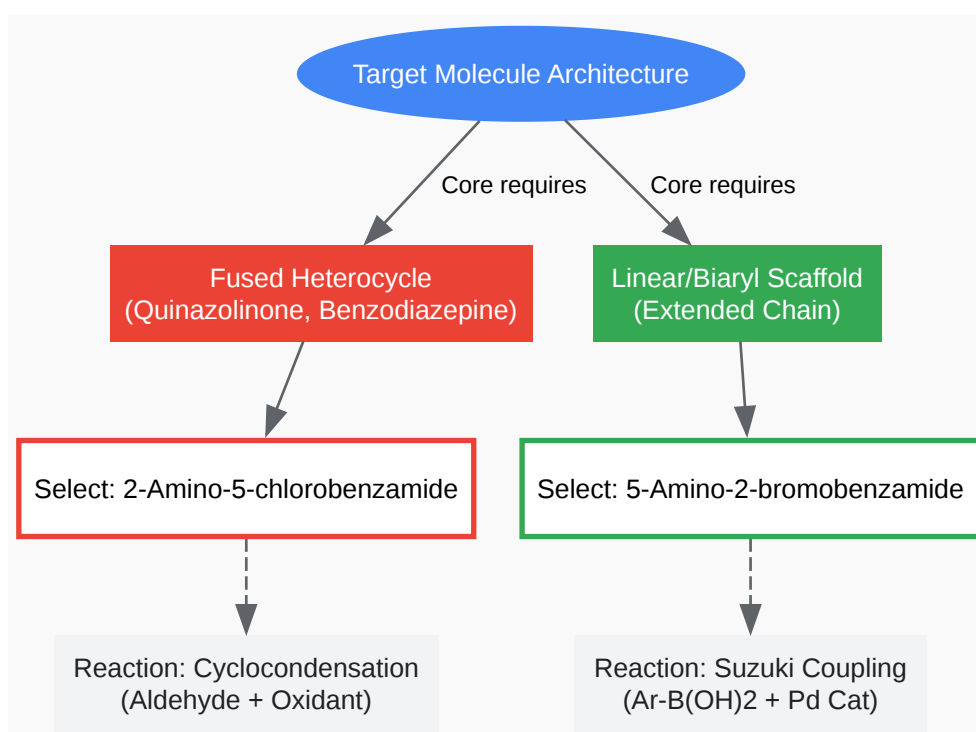 Target Molecule Architecture
Core requires
Core requires
Fused Heterocycle
(Quinazolinone, Benzodiazepine)
Linear/Biaryl Scaffold
(Extended Chain)
Select: 2-Amino-5-chlorobenzamide
Select: 5-Amino-2-bromobenzamide
Reaction: Cyclocondensation
(Aldehyde + Oxidant)
Reaction: Suzuki Coupling
(Ar-B(OH)2 + Pd Cat)